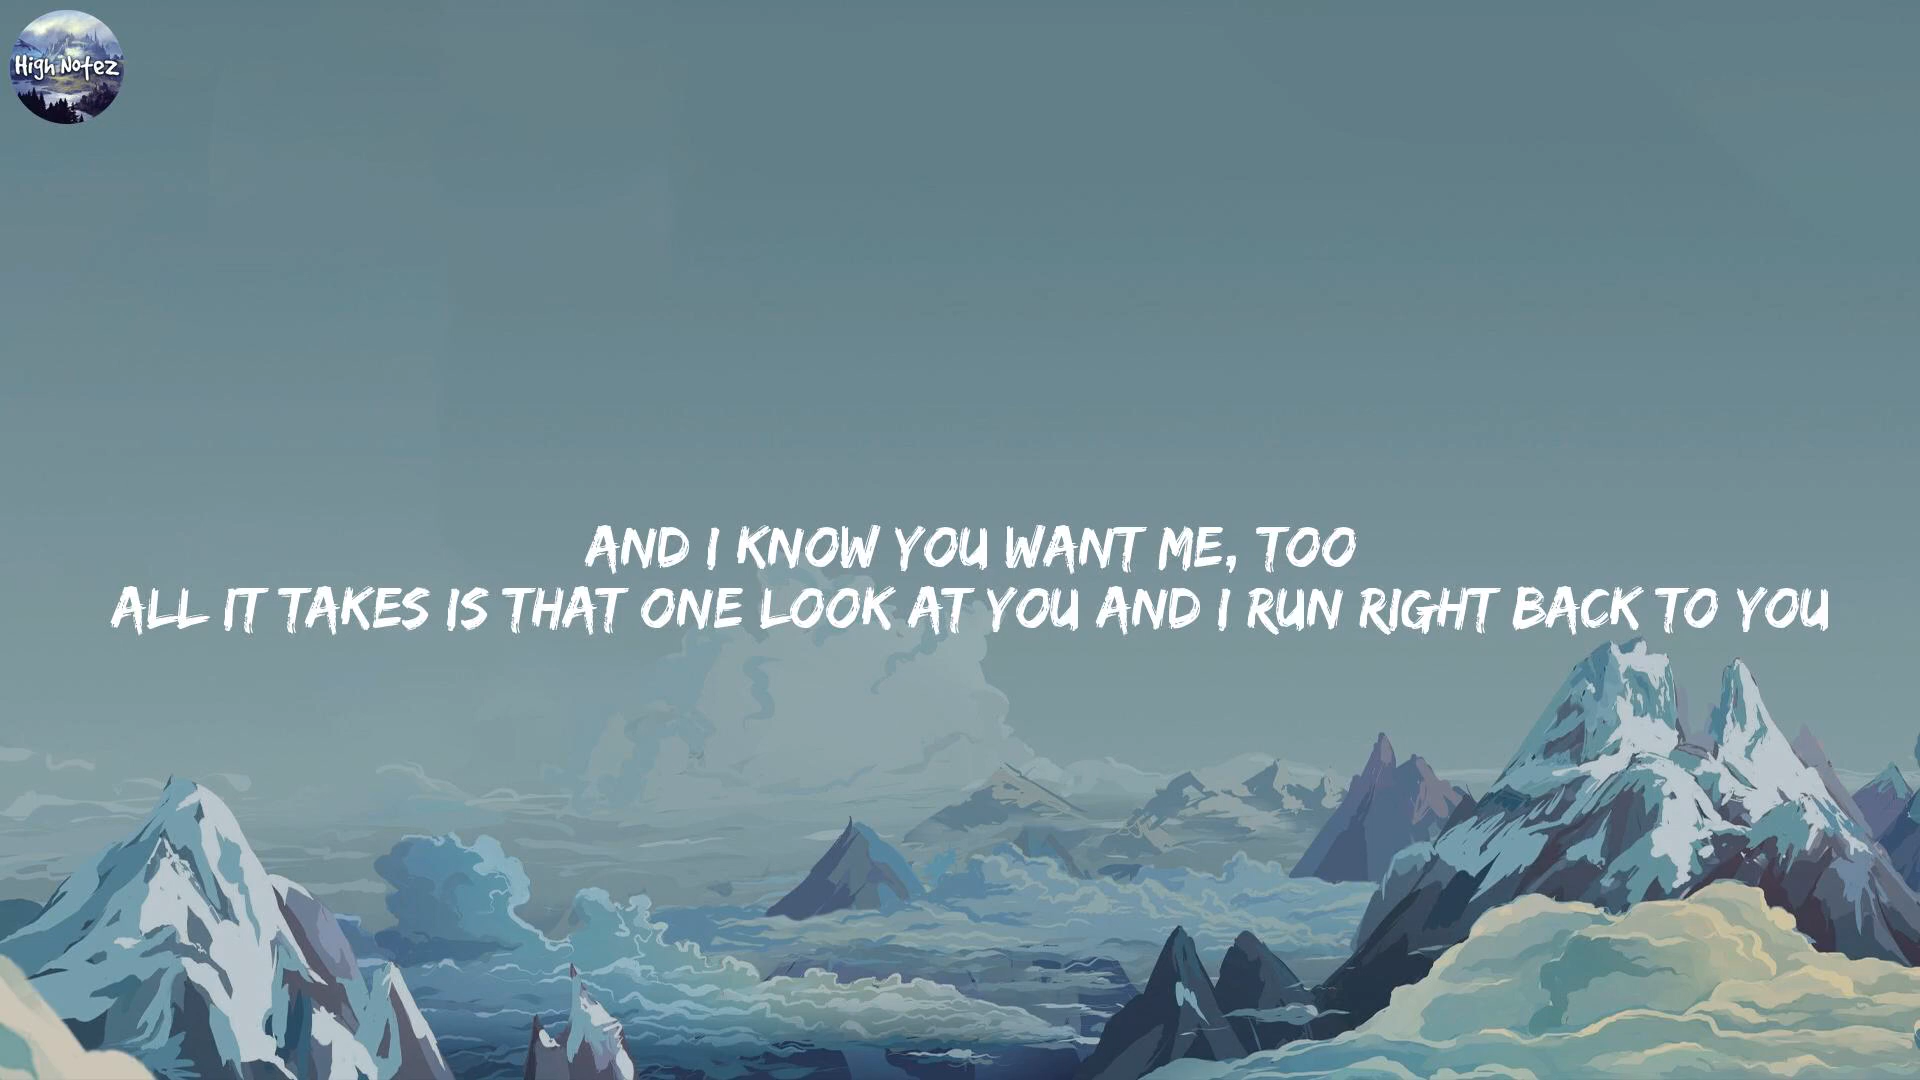 High Notez
AND I KNOW YOU WANT ME, TOO
ALL IT TAKES IS THAT ONE LOOK AT YOU AND I RUN RIGHT BACK TO YOU